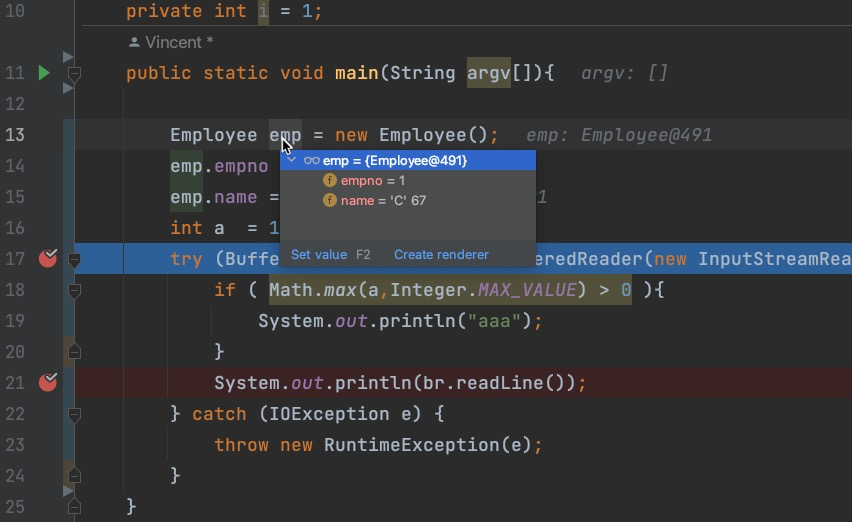 10 private int i = 1;
Vincent *
11 public static void main(String argv[]){ argv: []
12
13 Employee emp = new Employee(); emp: Employee@491
14 emp.empno
emp = {Employee@491}
empno = 1
15 emp.name = 1
name = 'C' 67
16 int a = 1
Set value F2 Create renderer
17 try (Buffe eredReader(new InputStreamRea
18 if ( Math.max(a,Integer.MAX_VALUE) > 0 ){
19 System.out.println("aaa");
20 }
21 System.out.println(br.readLine());
22 } catch (IOException e) {
23 throw new RuntimeException(e);
24 }
25 }